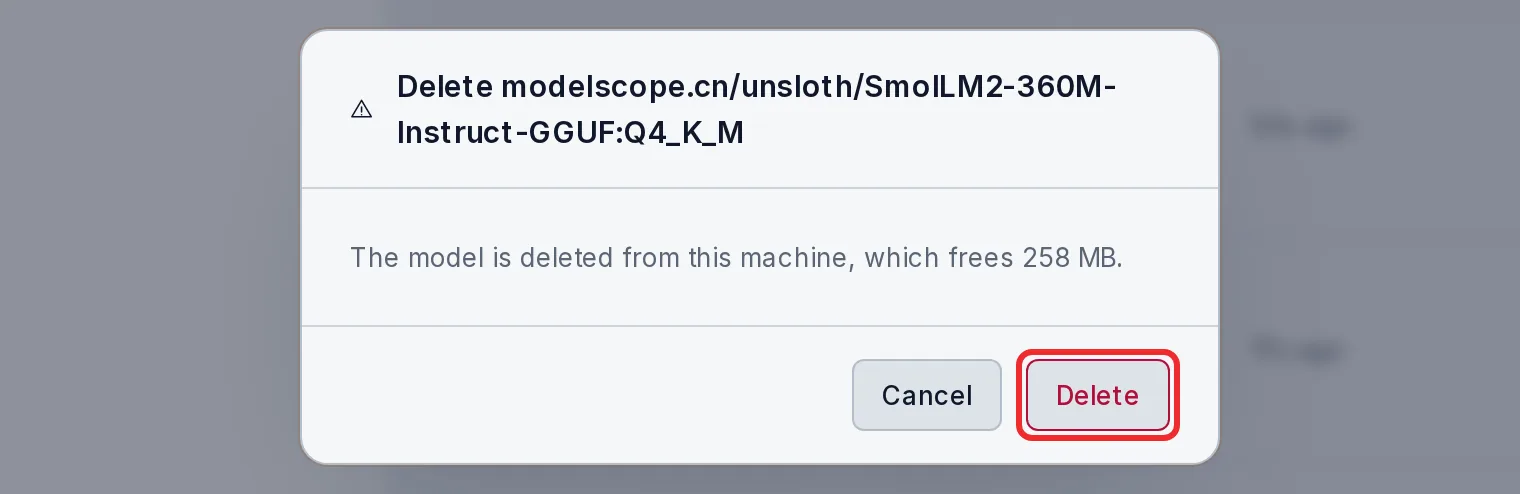 Delete modelscope.cn/unsloth/SmolLM2-360M-
Instruct-GGUF:Q4_K_M
The model is deleted from this machine, which frees 258 MB.
Cancel
Delete